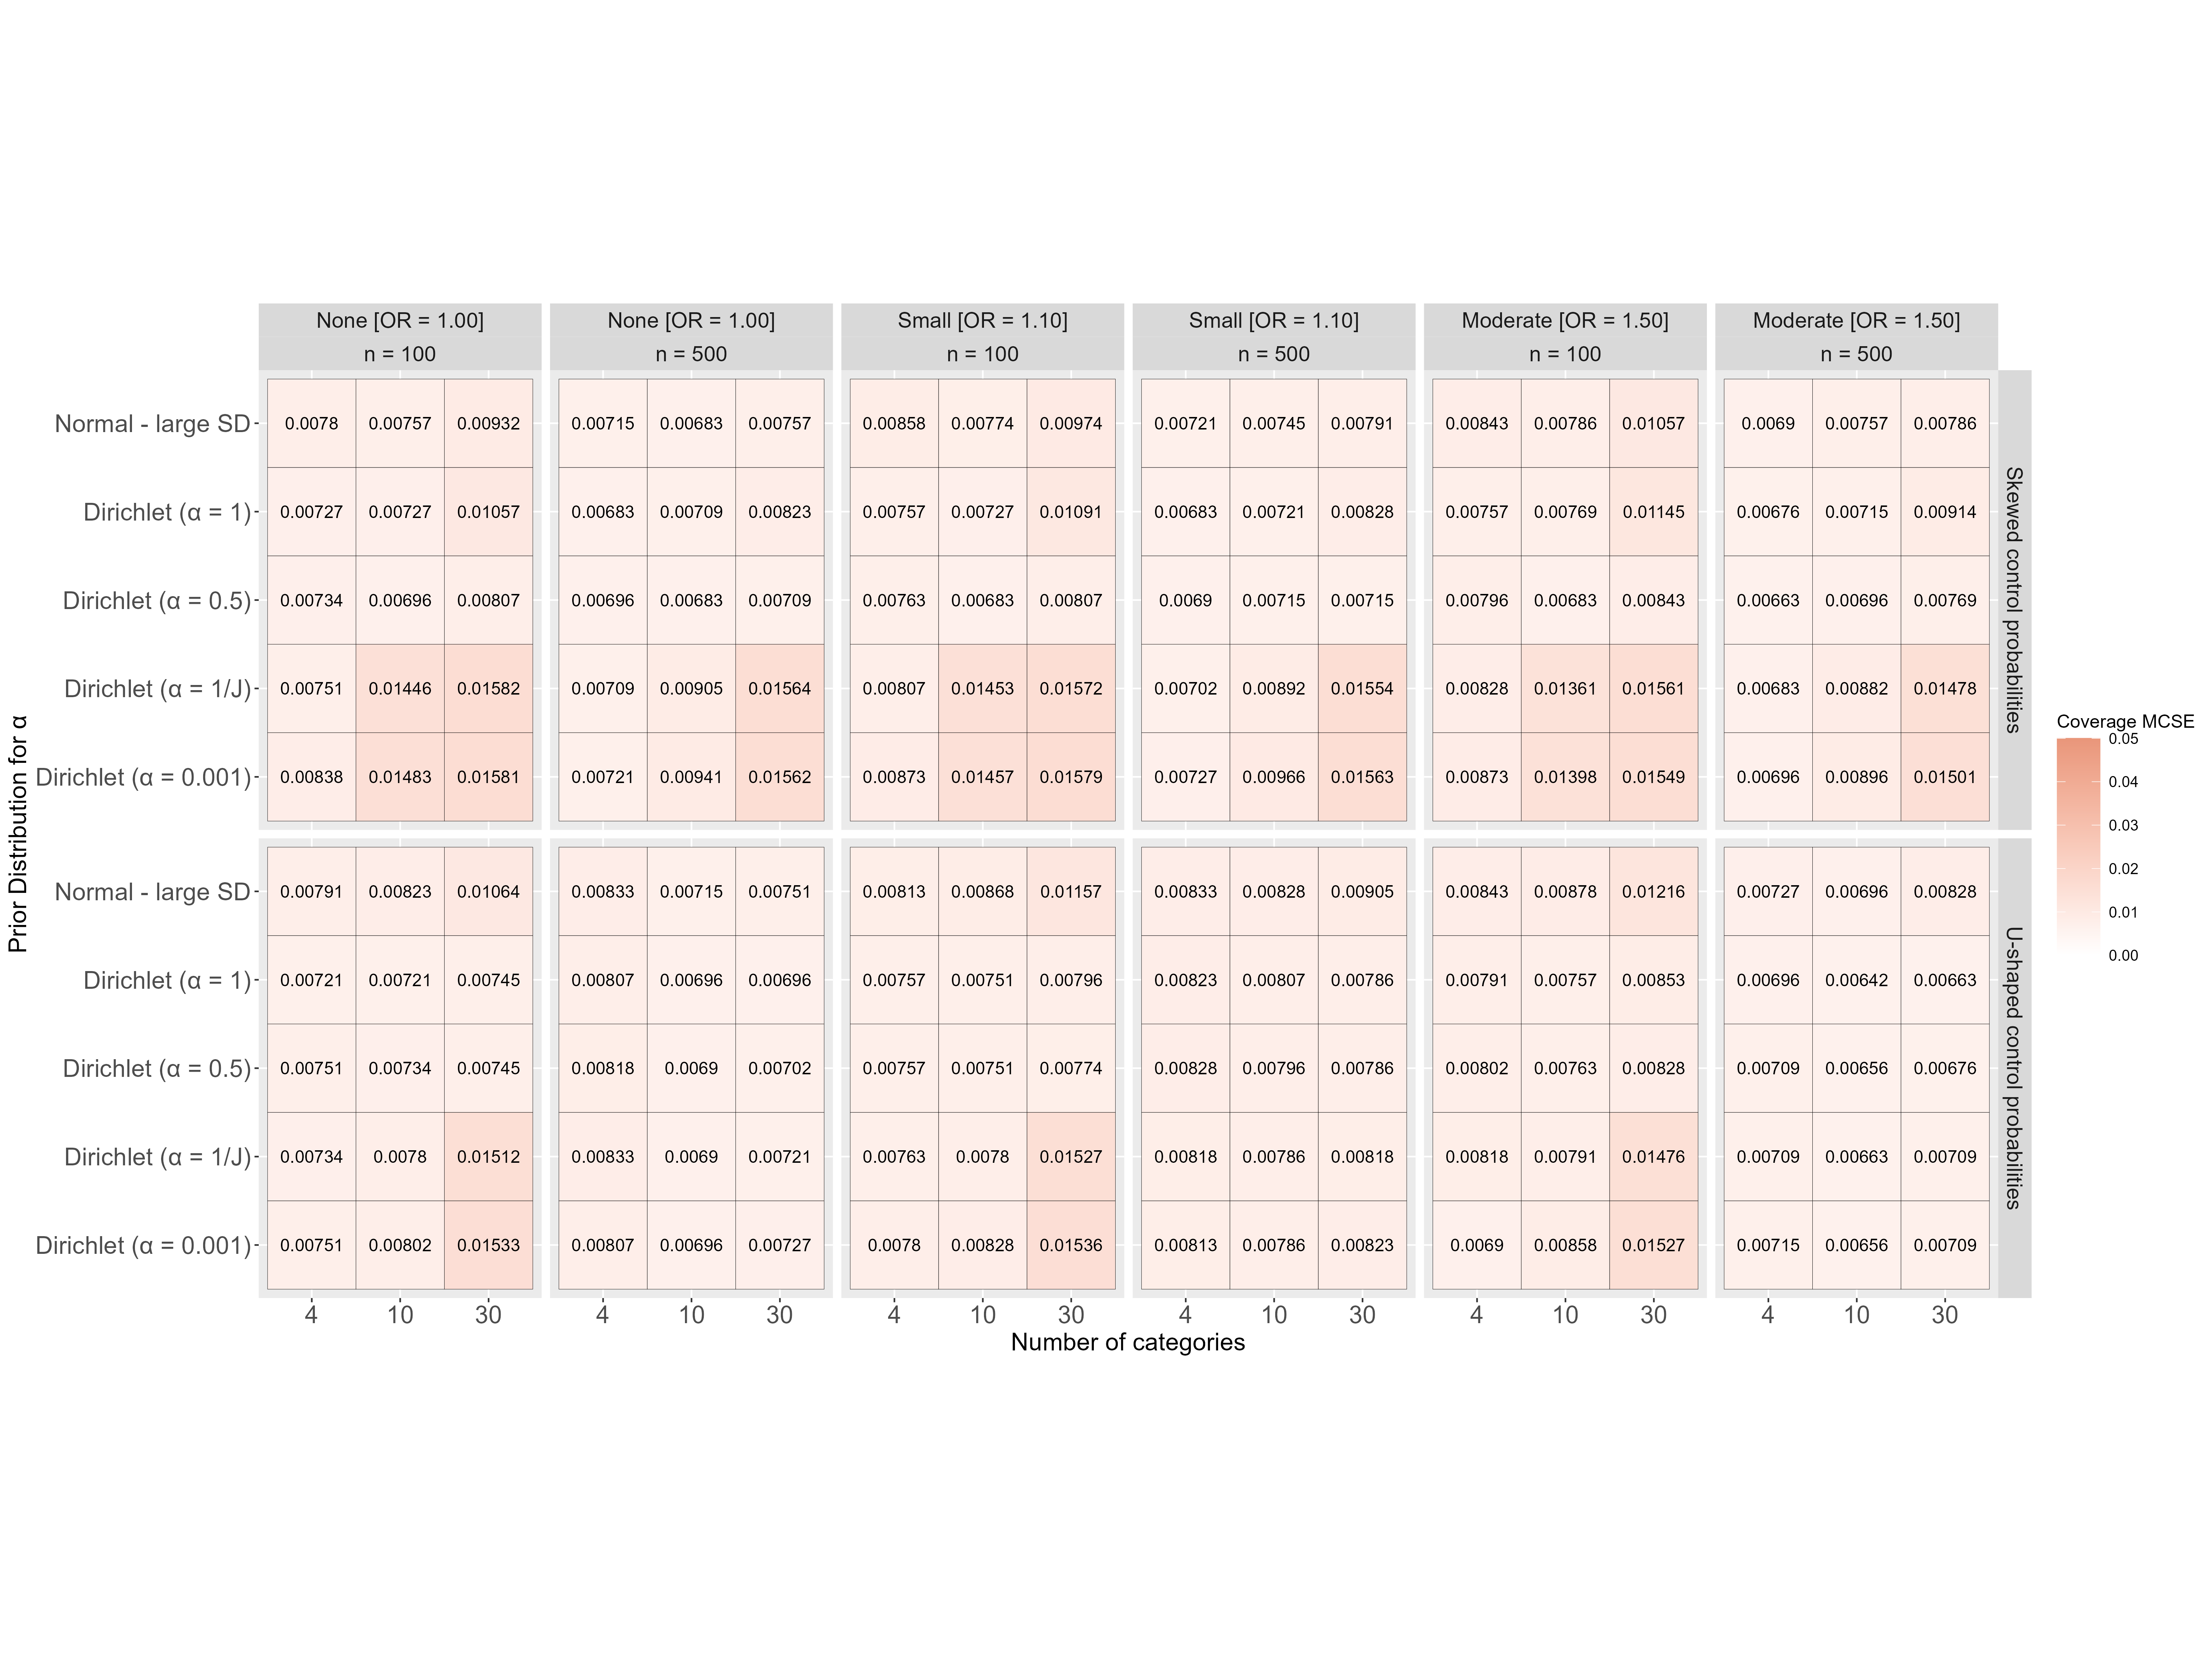 None [OR = 1.00] None [OR = 1.00] Small [OR = 1.10] Small [OR = 1.10] Moderate [OR = 1.50] Moderate [OR = 1.50]
n = 100 n = 500 n = 100 n = 500 n = 100 n = 500
Normal - large SD 0.0078 0.00757 0.00932 0.00715 0.00683 0.00757 0.00858 0.00774 0.00974 0.00721 0.00745 0.00791 0.00843 0.00786 0.01057 0.0069 0.00757 0.00786
Dirichlet (α = 1) 0.00727 0.00727 0.01057 0.00683 0.00709 0.00823 0.00757 0.00727 0.01091 0.00683 0.00721 0.00828 0.00757 0.00769 0.01145 0.00676 0.00715 0.00914
Dirichlet (α = 0.5) 0.00734 0.00696 0.00807 0.00696 0.00683 0.00709 0.00763 0.00683 0.00807 0.0069 0.00715 0.00715 0.00796 0.00683 0.00843 0.00663 0.00696 0.00769
Dirichlet (α = 1/J) 0.00751 0.01446 0.01582 0.00709 0.00905 0.01564 0.00807 0.01453 0.01572 0.00702 0.00892 0.01554 0.00828 0.01361 0.01561 0.00683 0.00882 0.01478
Dirichlet (α = 0.001) 0.00838 0.01483 0.01581 0.00721 0.00941 0.01562 0.00873 0.01457 0.01579 0.00727 0.00966 0.01563 0.00873 0.01398 0.01549 0.00696 0.00896 0.01501
Skewed control probabilities
Normal - large SD 0.00791 0.00823 0.01064 0.00833 0.00715 0.00751 0.00813 0.00868 0.01157 0.00833 0.00828 0.00905 0.00843 0.00878 0.01216 0.00727 0.00696 0.00828
Dirichlet (α = 1) 0.00721 0.00721 0.00745 0.00807 0.00696 0.00696 0.00757 0.00751 0.00796 0.00823 0.00807 0.00786 0.00791 0.00757 0.00853 0.00696 0.00642 0.00663
Dirichlet (α = 0.5) 0.00751 0.00734 0.00745 0.00818 0.0069 0.00702 0.00757 0.00751 0.00774 0.00828 0.00796 0.00786 0.00802 0.00763 0.00828 0.00709 0.00656 0.00676
Dirichlet (α = 1/J) 0.00734 0.0078 0.01512 0.00833 0.0069 0.00721 0.00763 0.0078 0.01527 0.00818 0.00786 0.00818 0.00818 0.00791 0.01476 0.00709 0.00663 0.00709
Dirichlet (α = 0.001) 0.00751 0.00802 0.01533 0.00807 0.00696 0.00727 0.0078 0.00828 0.01536 0.00813 0.00786 0.00823 0.0069 0.00858 0.01527 0.00715 0.00656 0.00709
U-shaped control probabilities
4 10 30 4 10 30 4 10 30 4 10 30 4 10 30 4 10 30
Number of categories
Prior Distribution for α
Coverage MCSE
0.05
0.04
0.03
0.02
0.01
0.00